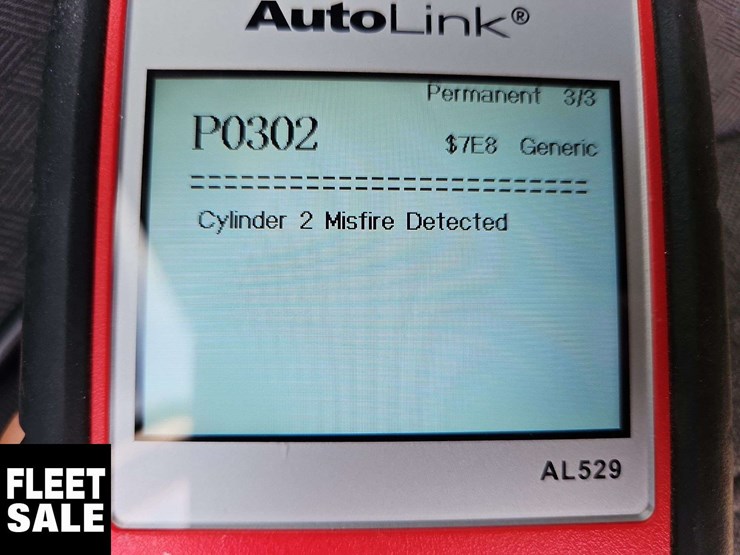 AutoLink®
Permanent 3/3
P0302 $7E8 Generic
==============================
Cylinder 2 Misfire Detected
AL529
FLEET
SALE